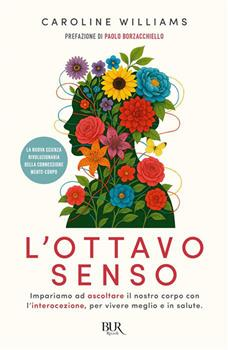 CAROLINE WILLIAMS
PREFAZIONE DI PAOLO BORZACCHIELLO
LA NUOVA SCIENZA
RIVOLUZIONARIA
DELLA CONNESSIONE
MENTE-CORPO
L'OTTAVO
SENSO
Impariamo ad ascoltare il nostro corpo con
l'interocezione, per vivere meglio e in salute.
BUR
Rizzoli